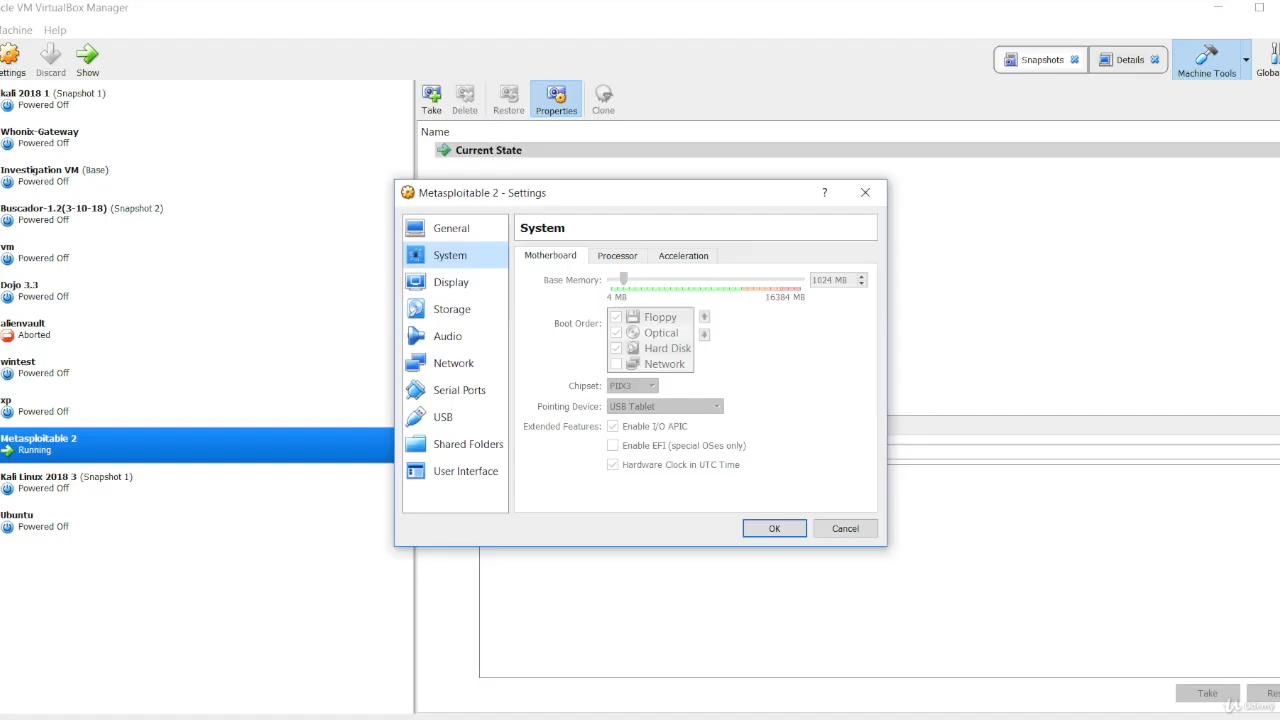 cle VM VirtualBox Manager
achine Help
ettings Discard Show
Snapshots Details Machine Tools Globa
kali 2018 1 (Snapshot 1)
Powered Off
Whonix-Gateway
Powered Off
Investigation VM (Base)
Powered Off
Buscador-1.2(3-10-18) (Snapshot 2)
Powered Off
vm
Powered Off
Dojo 3.3
Powered Off
alienvault
Aborted
wintest
Powered Off
xp
Powered Off
Metasploitable 2
Running
Kali Linux 2018 3 (Snapshot 1)
Powered Off
Ubuntu
Powered Off
Take Delete Restore Properties Clone
Name
Current State
Metasploitable 2 - Settings ?
General
System
Display
Storage
Audio
Network
Serial Ports
USB
Shared Folders
User Interface
System
Motherboard Processor Acceleration
Base Memory: 1024 MB
4 MB 16384 MB
Boot Order: Floppy
Optical
Hard Disk
Network
Chipset: PIIX3
Pointing Device: USB Tablet
Extended Features: Enable I/O APIC
Enable EFI (special OSes only)
Hardware Clock in UTC Time
OK Cancel
Take Res
Udemy